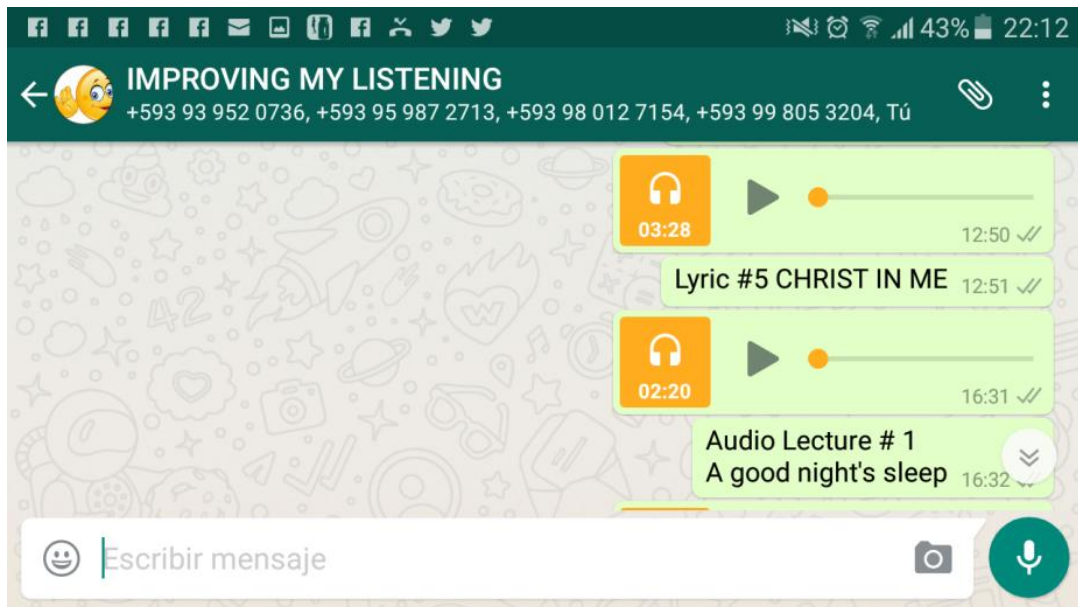 43% 22:12
IMPROVING MY LISTENING
+593 93 952 0736, +593 95 987 2713, +593 98 012 7154, +593 99 805 3204, Tú
03:28
12:50
Lyric #5 CHRIST IN ME 12:51
02:20
16:31
Audio Lecture # 1
A good night's sleep 16:32
Escribir mensaje